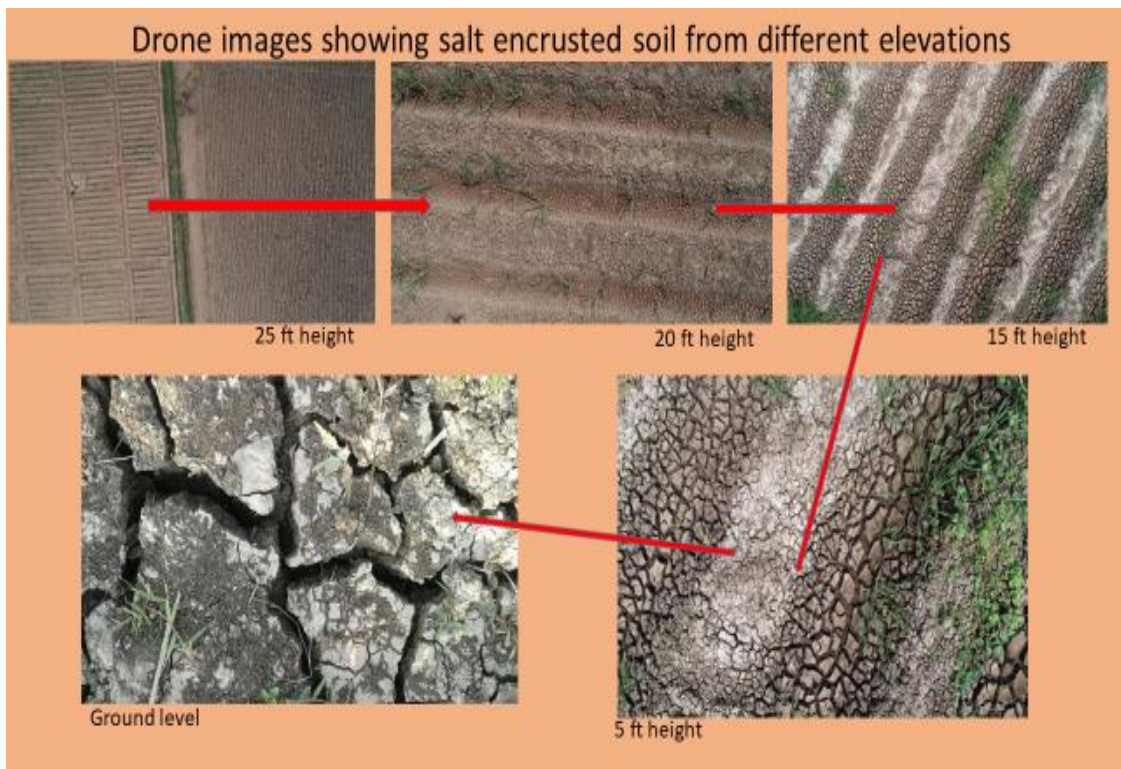 Drone images showing salt encrusted soil from different elevations
25 ft height
20 ft height
15 ft height
Ground level
5 ft height